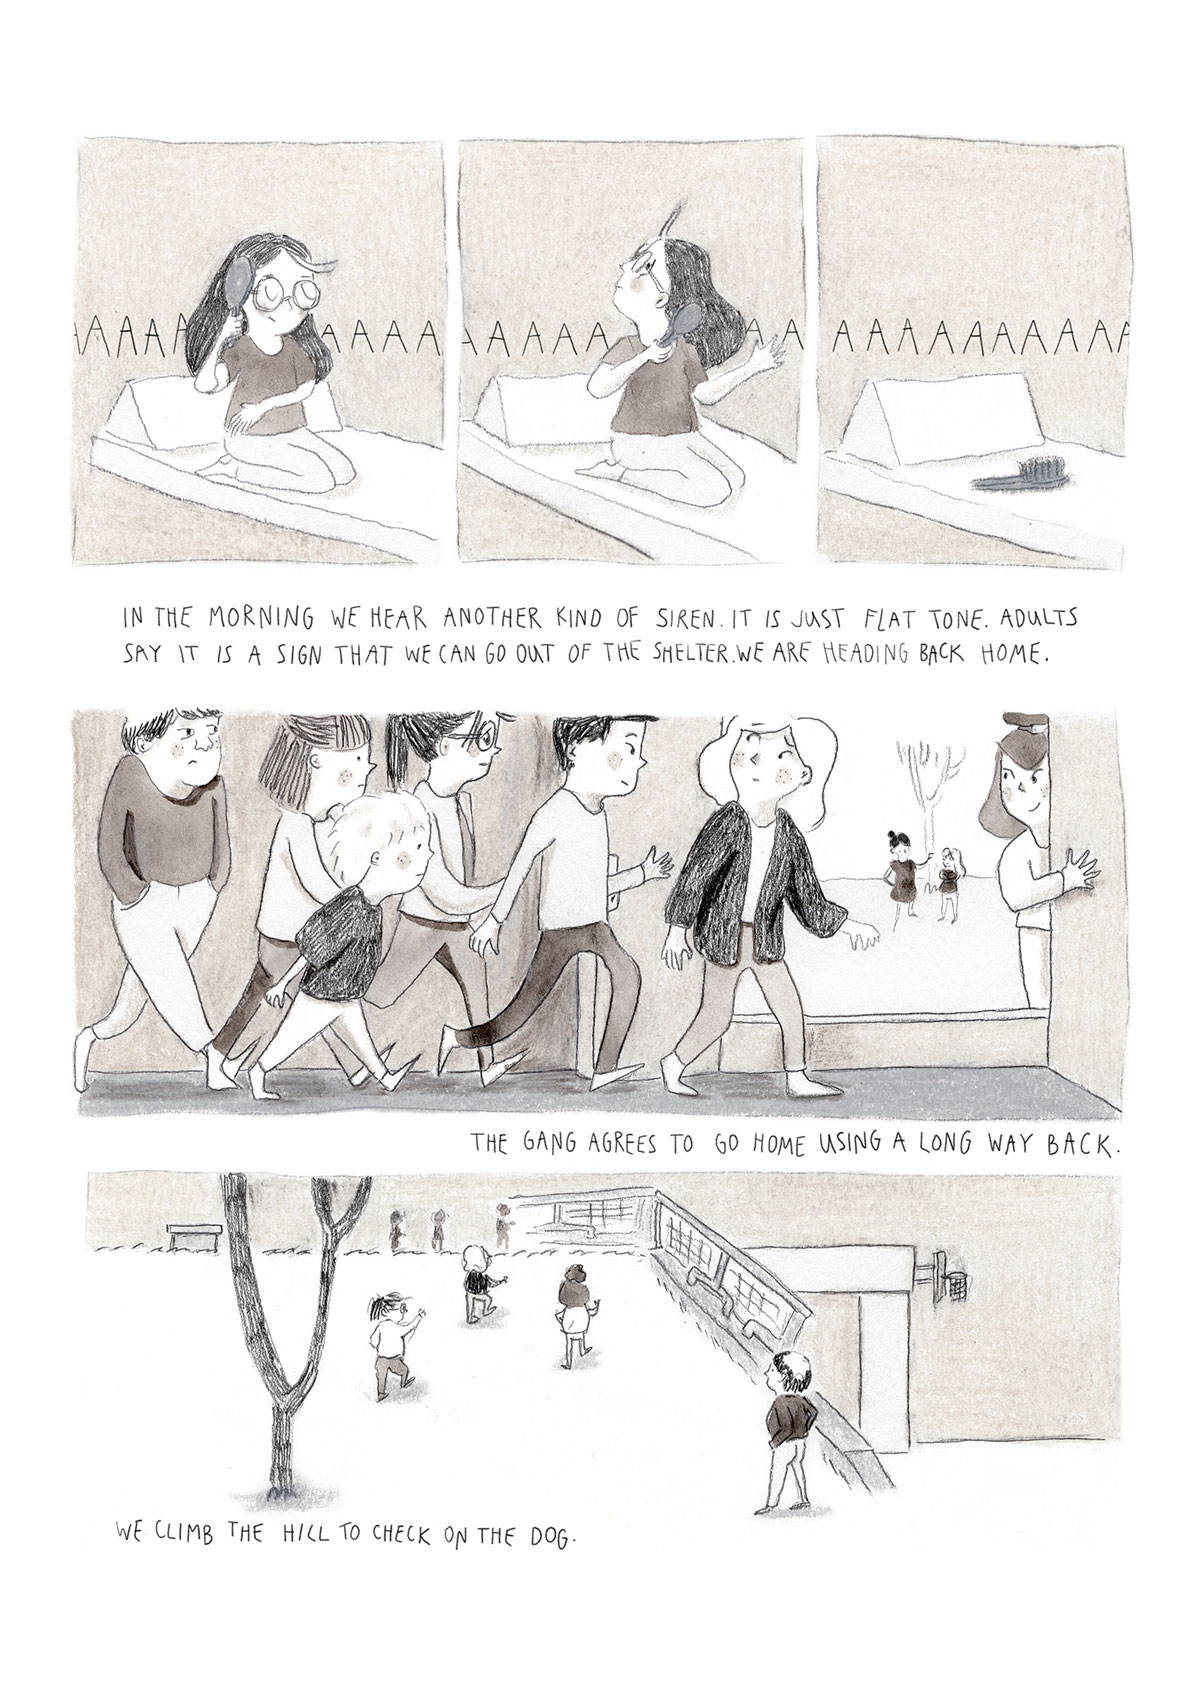 AAAA AAAA
AAAAA AA
AAAAAAAAAAA
IN THE MORNING WE HEAR ANOTHER KIND OF SIREN. IT IS JUST FLAT TONE. ADULTS
SAY IT IS A SIGN THAT WE CAN GO OUT OF THE SHELTER. WE ARE HEADING BACK HOME.
THE GANG AGREES TO GO HOME USING A LONG WAY BACK.
WE CLIMB THE HILL TO CHECK ON THE DOG.